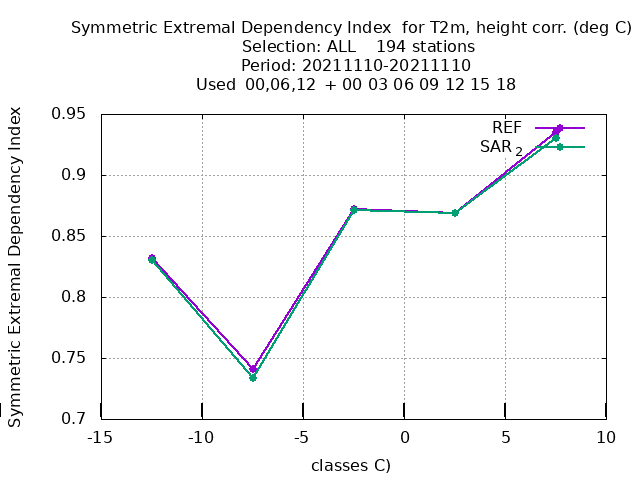 Symmetric Extremal Dependency Index  for T2m, height corr. (deg C)
Selection: ALL    194 stations
Period: 20211110-20211110
Used  00,06,12  + 00 03 06 09 12 15 18
Symmetric Extremal Dependency Index
0.95
0.9
0.85
0.8
0.75
0.7
REF
SAR 2
-15
-10
-5
0
5
10
classes C)